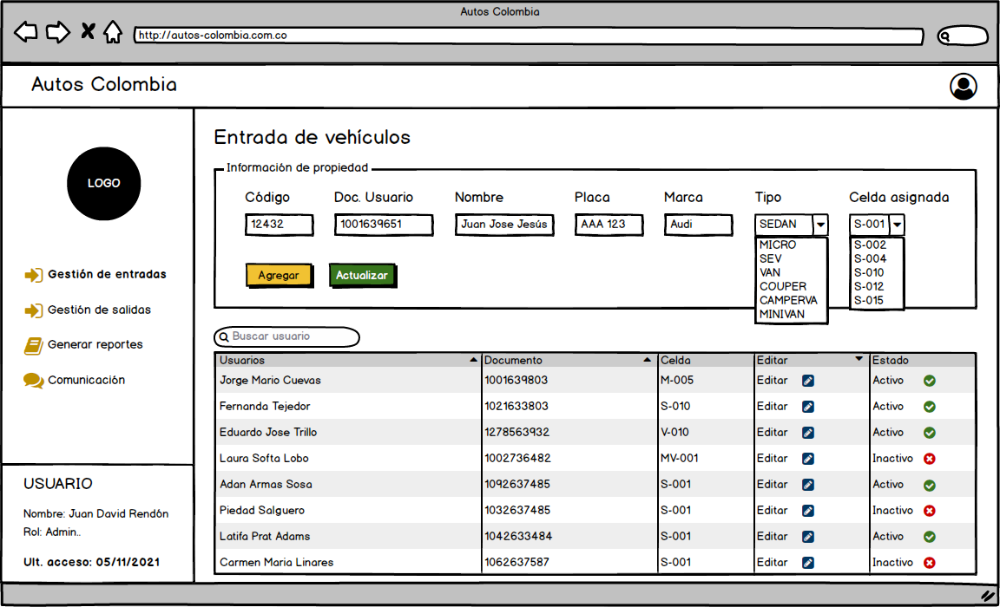 Autos Colombia
http://autos-colombia.com.co
Autos Colombia
LOGO
Gestión de entradas
Gestión de salidas
Generar reportes
Comunicación
USUARIO
Nombre: Juan David Rendón
Rol: Admin..
Ult. acceso: 05/11/2021
Entrada de vehículos
Información de propiedad
Código Doc. Usuario Nombre Placa Marca Tipo Celda asignada
12432 1001639651 Juan Jose Jesús AAA 123 Audi SEDAN S-001
MICRO S-002
SEV S-004
VAN S-010
COUPER S-012
CAMPERVA S-015
MINIVAN
Agregar Actualizar
Buscar usuario
Usuarios Documento Celda Editar Estado
Jorge Mario Cuevas 1001639803 M-005 Editar Activo
Fernanda Tejedor 1021633803 S-010 Editar Activo
Eduardo Jose Trillo 1278563932 V-010 Editar Activo
Laura Softa Lobo 1002736482 MV-001 Editar Inactivo
Adan Armas Sosa 1092637485 S-001 Editar Activo
Piedad Salguero 1032637485 S-001 Editar Inactivo
Latifa Prat Adams 1042633484 S-001 Editar Activo
Carmen Maria Linares 1062637587 S-001 Editar Inactivo